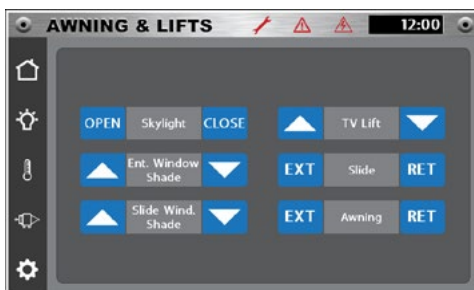 AWNING & LIFTS 12:00
OPEN Skylight CLOSE
TV Lift
Ent. Window
Shade
EXT Slide RET
Slide Wind.
Shade
EXT Awning RET